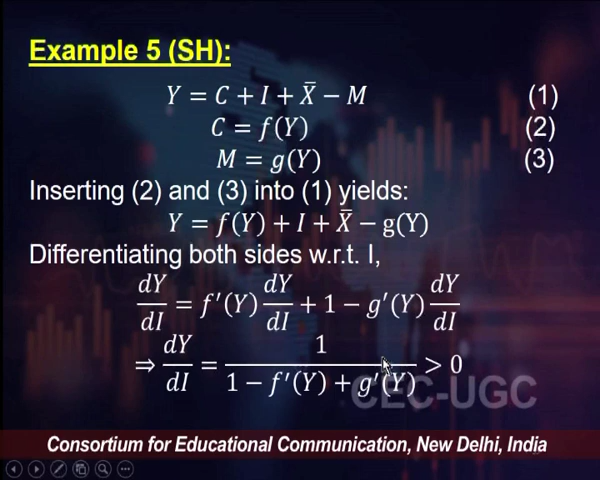 Example 5 (SH):
Y = C + I + X̄ − M (1)
C = f(Y) (2)
M = g(Y) (3)
Inserting (2) and (3) into (1) yields:
Y = f(Y) + I + X̄ − g(Y)
Differentiating both sides w.r.t. I,
dY/dI = f′(Y) dY/dI + 1 − g′(Y) dY/dI
⇒ dY/dI = 1/(1 − f′(Y) + g′(Y)) > 0
CEC-UGC
Consortium for Educational Communication, New Delhi, India